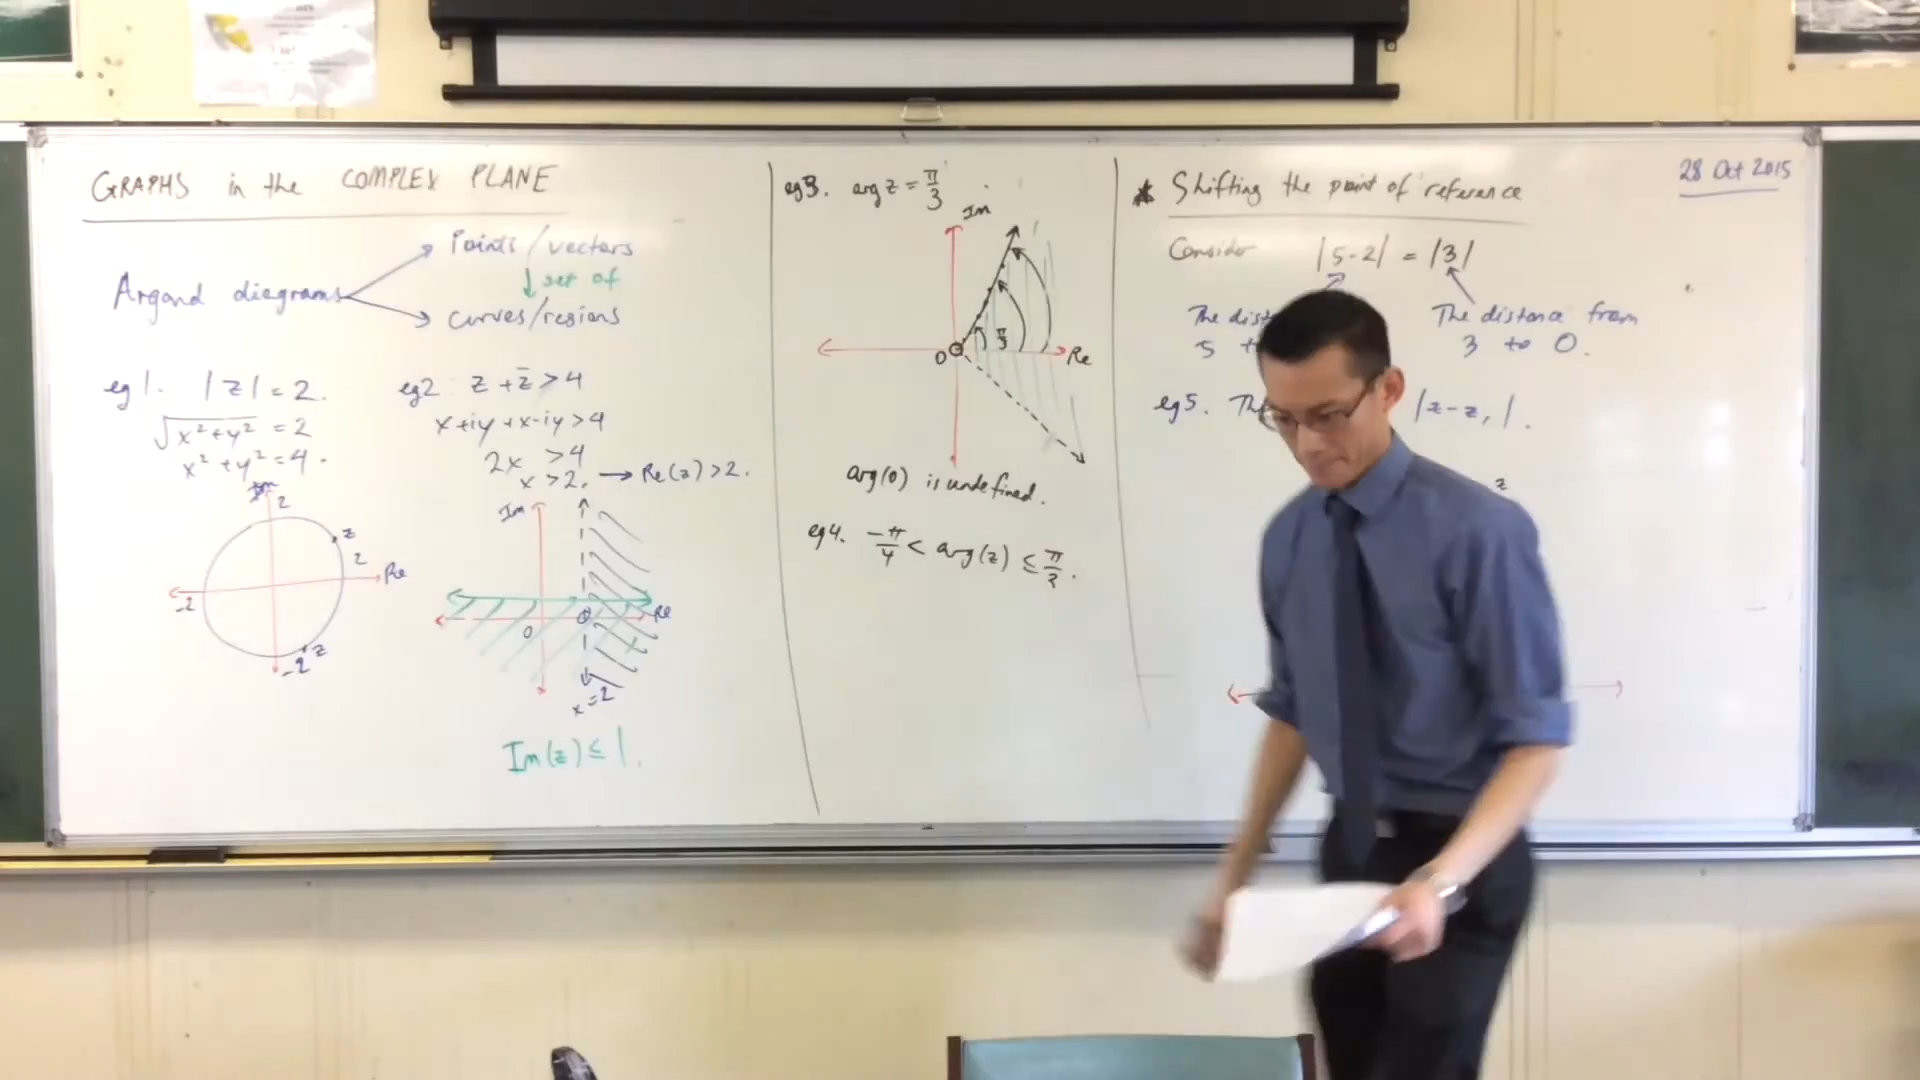 GRAPHS in the COMPLEX PLANE
Argand diagrams
Points/vectors
set of
curves/regions
eg1. |z| = 2.
√(x² + y²) = 2
x² + y² = 4.
Im
2
z
2
Re
-2
z
-2
eg2: z + z̄ > 4
x + iy + x - iy > 4
2x > 4
x > 2. → Re(z) > 2.
Im
Re
0
x = 2
Im(z) ≤ 1.
eg3. arg z = π/3
Im
π/3
0
Re
arg(0) is undefined.
eg4. -π/4 < arg(z) ≤ π/3.
28 Oct 2015
* Shifting the point of reference
Consider |5-2| = |3|
The
5
The distance from
3 to 0.
eg5. |z - z₁|.
z